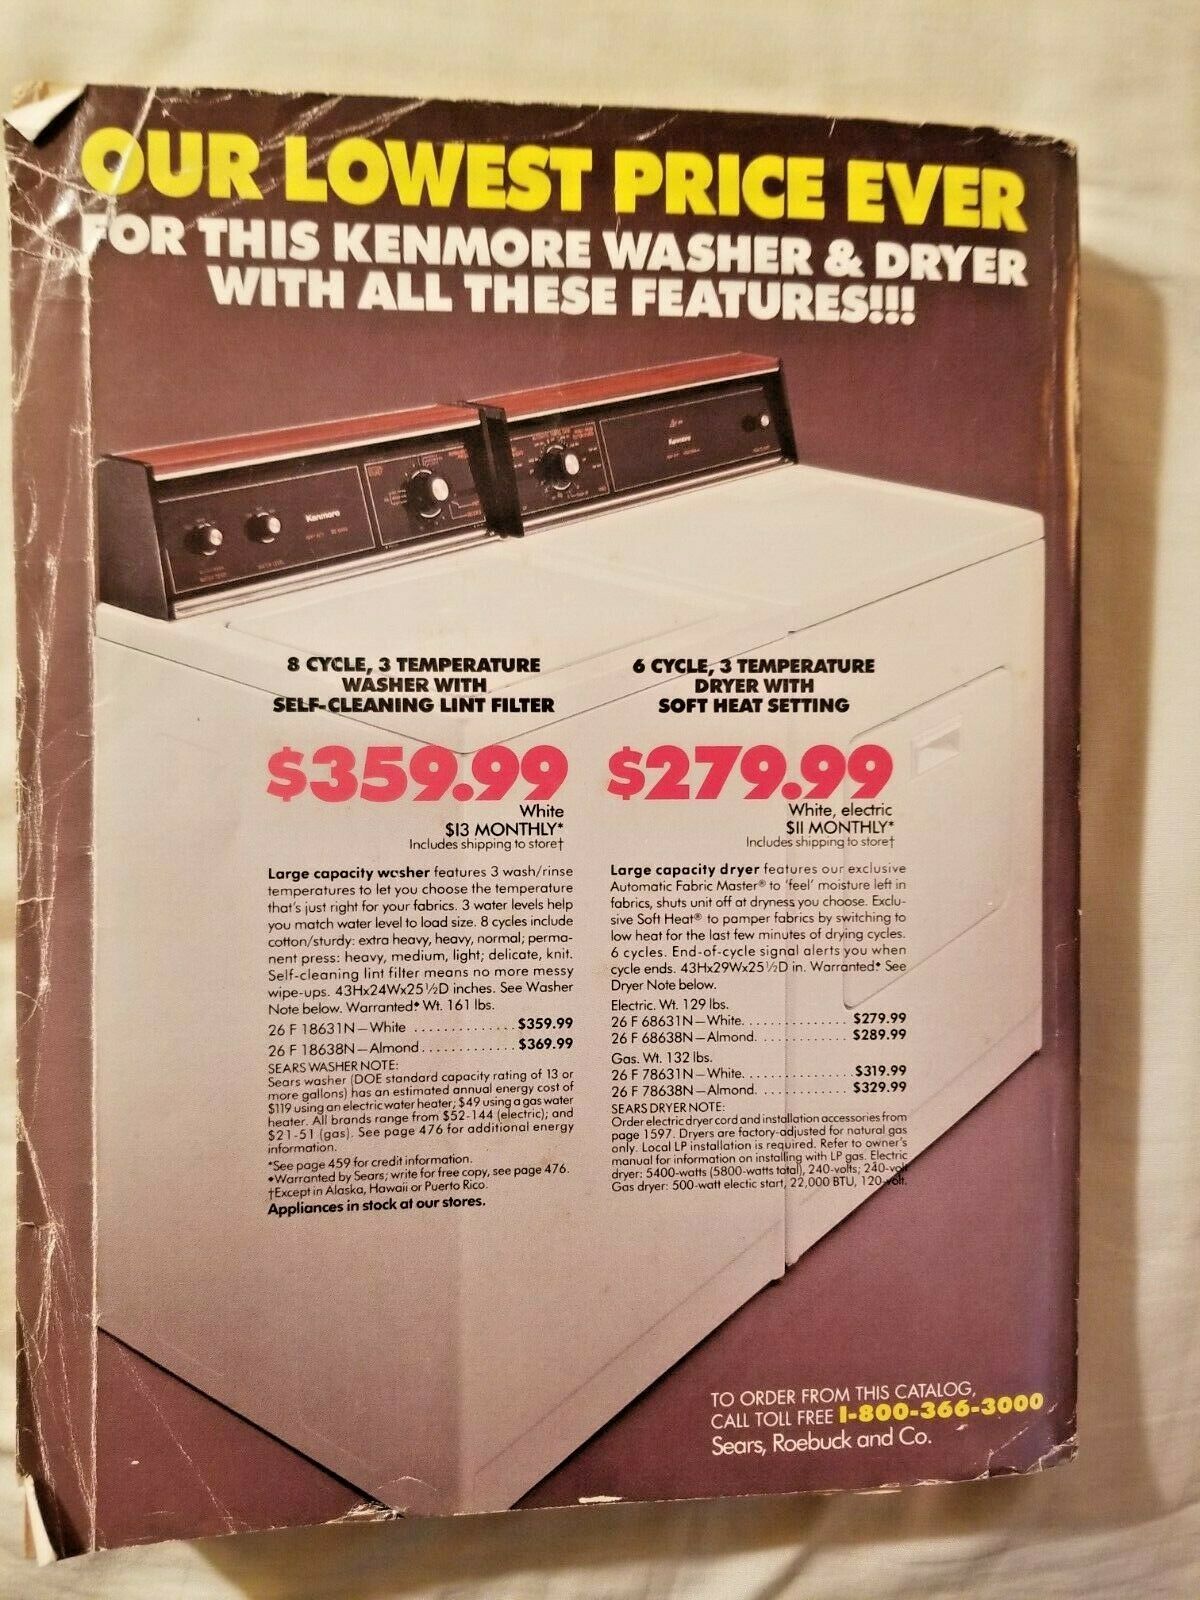 OUR LOWEST PRICE EVER
FOR THIS KENMORE WASHER & DRYER
WITH ALL THESE FEATURES!!!
Kenmore
WATER LEVEL
Kenmore
8 CYCLE, 3 TEMPERATURE
WASHER WITH
SELF-CLEANING LINT FILTER
$359.99
White
$13 MONTHLY*
Includes shipping to store†
Large capacity washer features 3 wash/rinse
temperatures to let you choose the temperature
that's just right for your fabrics. 3 water levels help
you match water level to load size. 8 cycles include
cotton/sturdy: extra heavy, heavy, normal; perma-
nent press: heavy, medium, light; delicate, knit.
Self-cleaning lint filter means no more messy
wipe-ups. 43Hx24Wx25½D inches. See Washer
Note below. Warranted♦ Wt. 161 lbs.
26 F 18631N—White . . . . . . . . . . . . . $359.99
26 F 18638N—Almond . . . . . . . . . . . . $369.99
SEARS WASHER NOTE:
Sears washer (DOE standard capacity rating of 13 or
more gallons) has an estimated annual energy cost of
$119 using an electric water heater; $49 using a gas water
heater. All brands range from $52-144 (electric); and
$21-51 (gas). See page 476 for additional energy
information.
*See page 459 for credit information.
♦Warranted by Sears; write for free copy, see page 476.
†Except in Alaska, Hawaii or Puerto Rico.
Appliances in stock at our stores.
6 CYCLE, 3 TEMPERATURE
DRYER WITH
SOFT HEAT SETTING
$279.99
White, electric
$11 MONTHLY*
Includes shipping to store†
Large capacity dryer features our exclusive
Automatic Fabric Master® to 'feel' moisture left in
fabrics, shuts unit off at dryness you choose. Exclu-
sive Soft Heat® to pamper fabrics by switching to
low heat for the last few minutes of drying cycles.
6 cycles. End-of-cycle signal alerts you when
cycle ends. 43Hx29Wx25½D in. Warranted♦ See
Dryer Note below.
Electric. Wt. 129 lbs.
26 F 68631N—White. . . . . . . . . . . . . . $279.99
26 F 68638N—Almond. . . . . . . . . . . . . $289.99
Gas. Wt. 132 lbs.
26 F 78631N—White. . . . . . . . . . . . . . $319.99
26 F 78638N—Almond. . . . . . . . . . . . . $329.99
SEARS DRYER NOTE:
Order electric dryer cord and installation accessories from
page 1597. Dryers are factory-adjusted for natural gas
only. Local LP installation is required. Refer to owner's
manual for information on installing with LP gas. Electric
dryer: 5400-watts (5800-watts total), 240-volts; 240-volt
Gas dryer: 500-watt electic start, 22,000 BTU, 120-volt.
TO ORDER FROM THIS CATALOG,
CALL TOLL FREE 1-800-366-3000
Sears, Roebuck and Co.